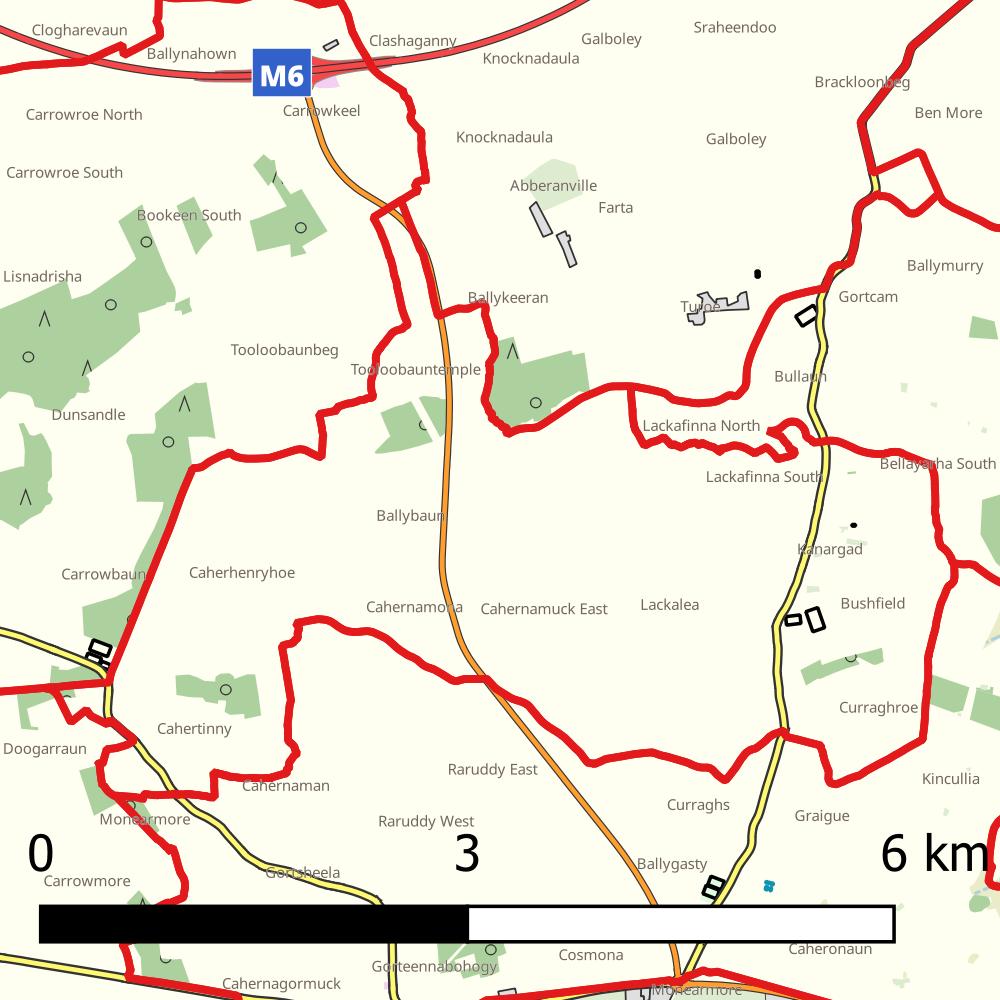 Sraheendoo
Clogharevaun
Galboley
Clashaganny
Ballynahown
Knocknadaula
M6
Brackloonbeg
Carrowkeel
Ben More
Carrowroe North
Knocknadaula
Galboley
Carrowroe South
Abberanville
Farta
Bookeen South
Ballymurry
Lisnadrisha
Ballykeeran
Gortcam
Turoe
Tooloobaunbeg
Tooloobauntemple
Bullaun
Dunsandle
Lackafinna North
Bellayarha South
Lackafinna South
Ballybaun
Kanargad
Carrowbaun
Caherhenryhoe
Cahernamona
Cahernamuck East
Lackalea
Bushfield
Curraghroe
Cahertinny
Doogarraun
Raruddy East
Kincullia
Cahernaman
Curraghs
Graigue
Monearmore
Raruddy West
0
3
6 km
Ballygasty
Gortsheela
Carrowmore
Caheronaun
Cosmona
Gorteennabohogy
Cahernagormuck
Monearmore